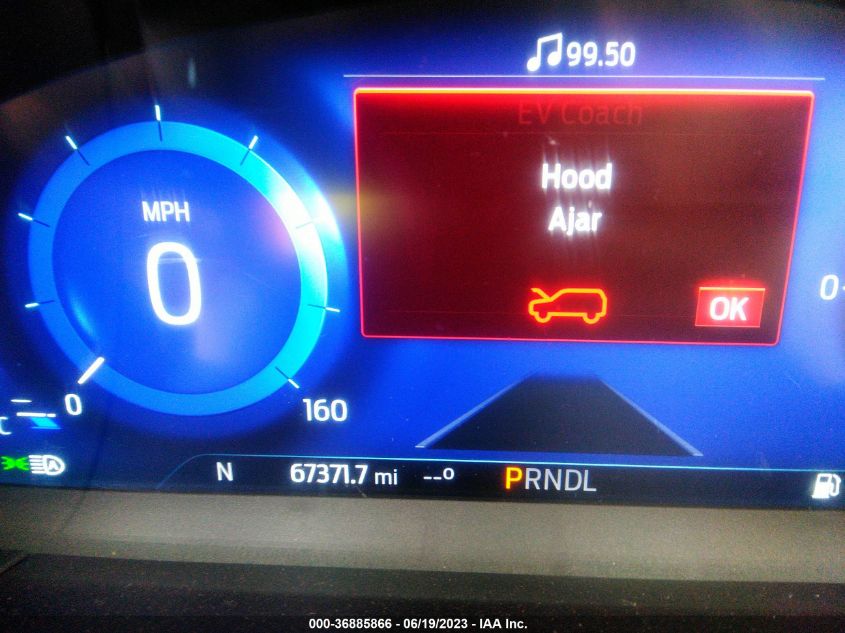 99.50
EV Coach
Hood
Ajar
MPH
0
OK
0
0
160
C
A
N 67371.7 mi --° PRNDL
000-36885866 - 06/19/2023 - IAA Inc.